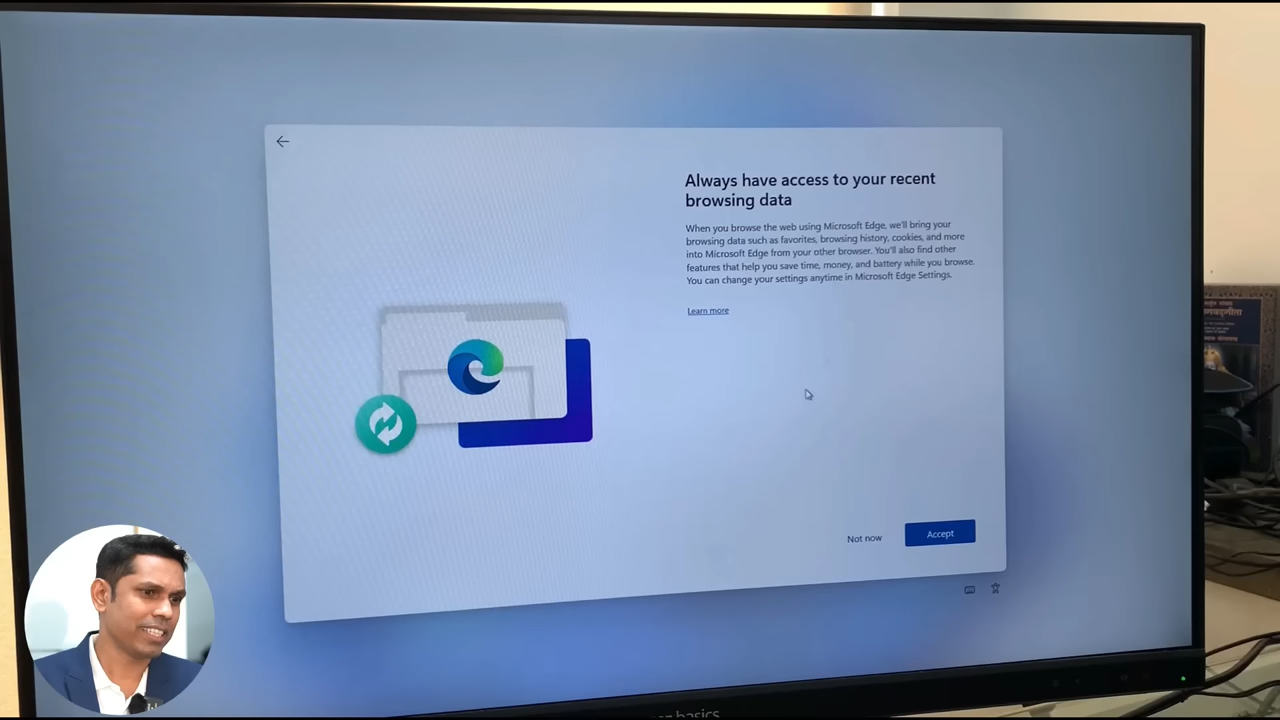 Always have access to your recent
browsing data
When you browse the web using Microsoft Edge, we'll bring your
browsing data such as favorites, browsing history, cookies, and more
into Microsoft Edge from your other browser. You'll also find other
features that help you save time, money, and battery while you browse.
You can change your settings anytime in Microsoft Edge Settings.
Learn more
Not now
Accept
basics